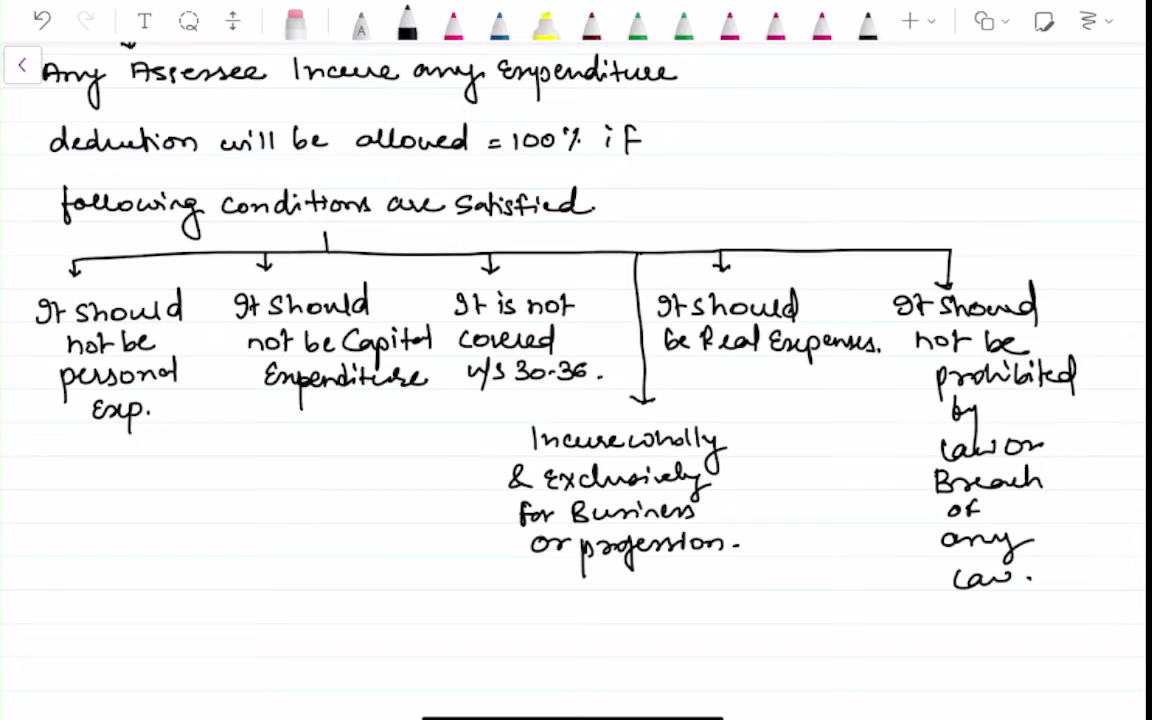 Any Assessee Incure any Expenditure
deduction will be allowed = 100% if
following conditions are Satisfied.
It should
not be
personal
Exp.
It should
not be Capital
Expenditure
It is not
covered
u/s 30-36.
Incure wholly
& Exclusively
for Business
or profession.
It should
be Real Expenses.
It should
not be
prohibited
by
Law or
Breach
of
any
Law.